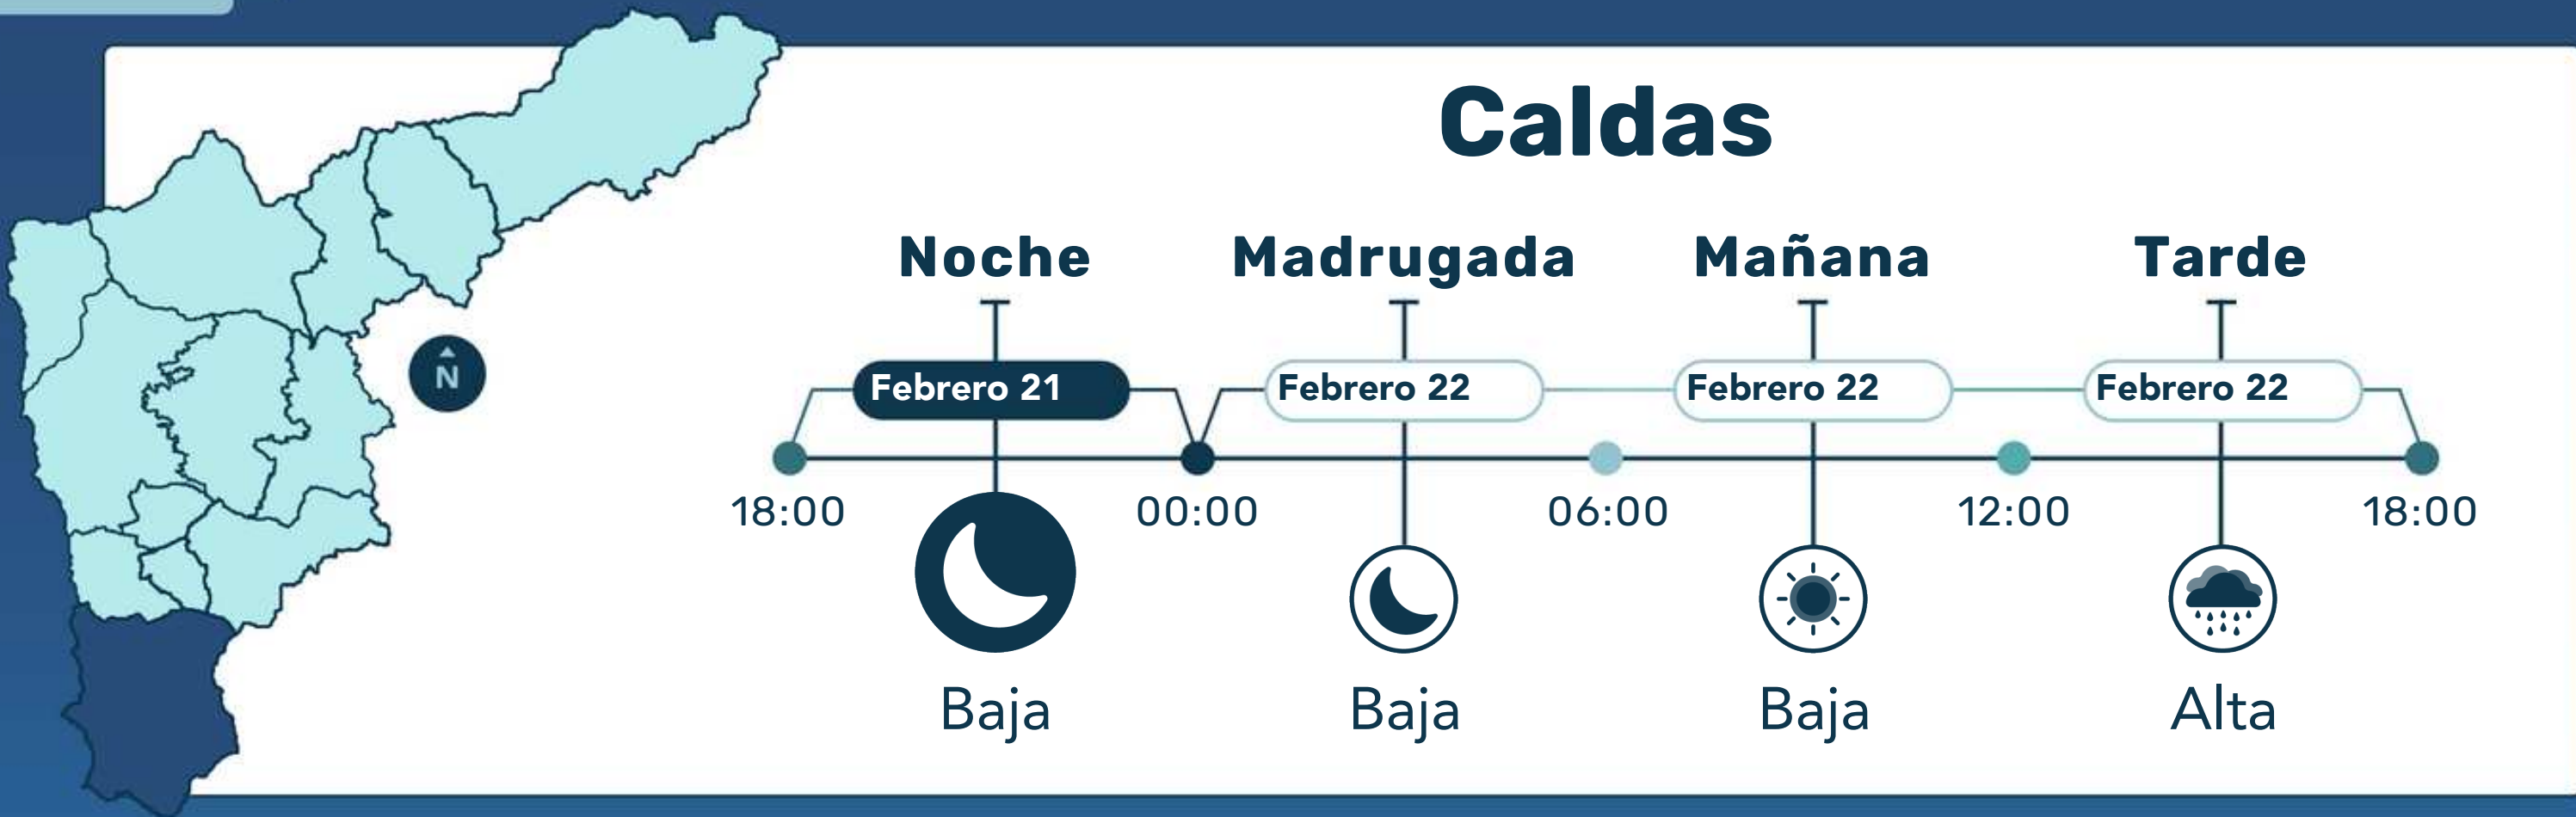 Caldas
Noche Madrugada Mañana Tarde
Febrero 21 Febrero 22 Febrero 22 Febrero 22
N
18:00 00:00 06:00 12:00 18:00
Baja Baja Baja Alta